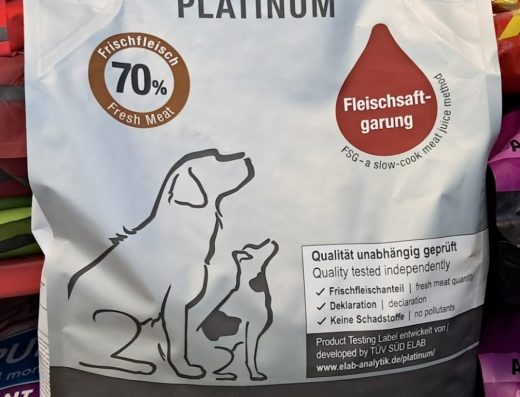 PLATINUM
Frischfleisch
70%
Fresh Meat
Fleischsaft-
garung
FSG - a slow-cook meat juice method
Qualität unabhängig geprüft
Quality tested independently
✓ Frischfleischanteil | fresh meat quantity
✓ Deklaration | declaration
✓ Keine Schadstoffe | no pollutants
Product Testing Label entwickelt von |
developed by TÜV SÜD ELAB
www.elab-analytik.de/platinum/